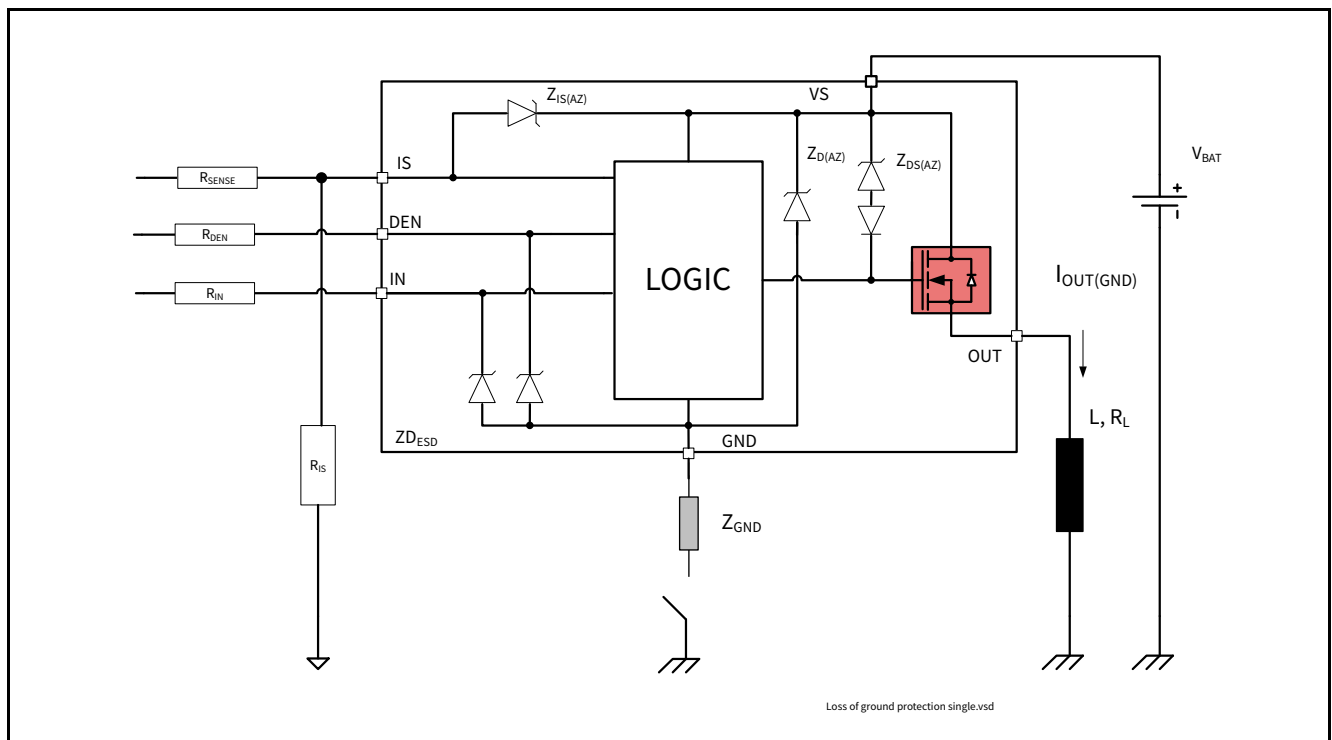 Z_IS(AZ)
VS
Z_D(AZ)
Z_DS(AZ)
V_BAT
+
-
IS
R_SENSE
DEN
R_DEN
IN
R_IN
LOGIC
I_OUT(GND)
OUT
L, R_L
ZD_ESD
GND
R_IS
Z_GND
Loss of ground protection single.vsd